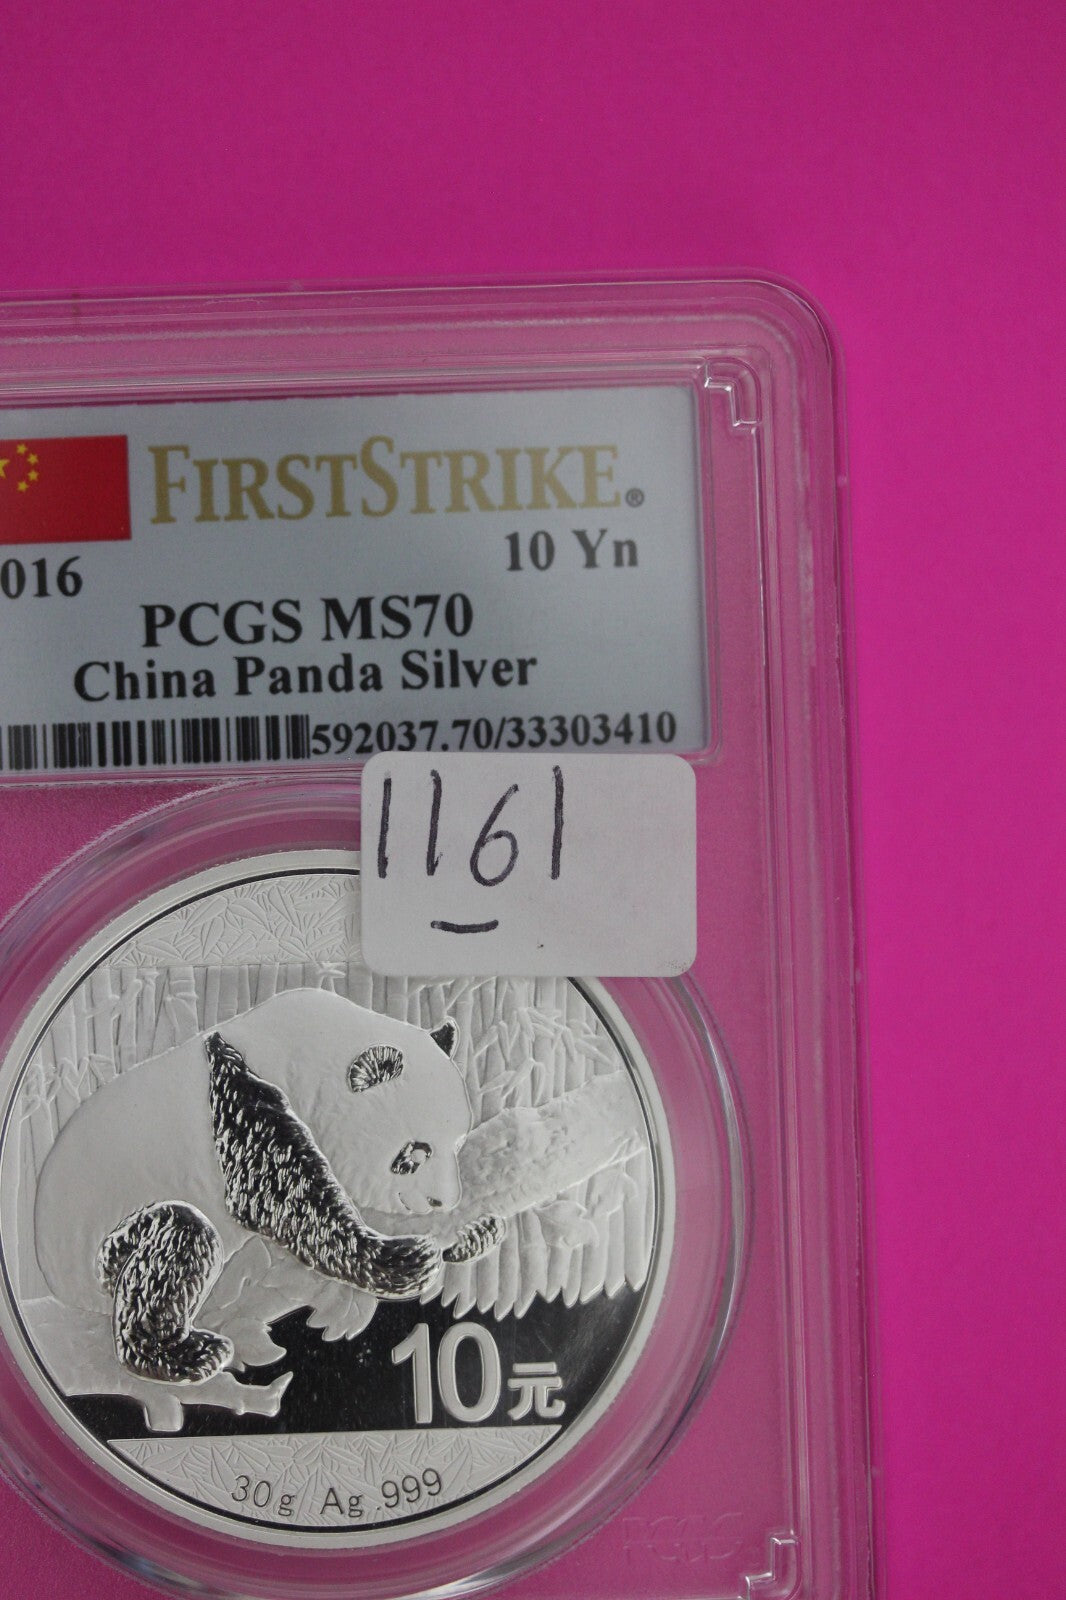 FIRSTSTRIKE®
016
10 Yn
PCGS MS70
China Panda Silver
592037.70/33303410
1161
10元
30g Ag .999
PCGS